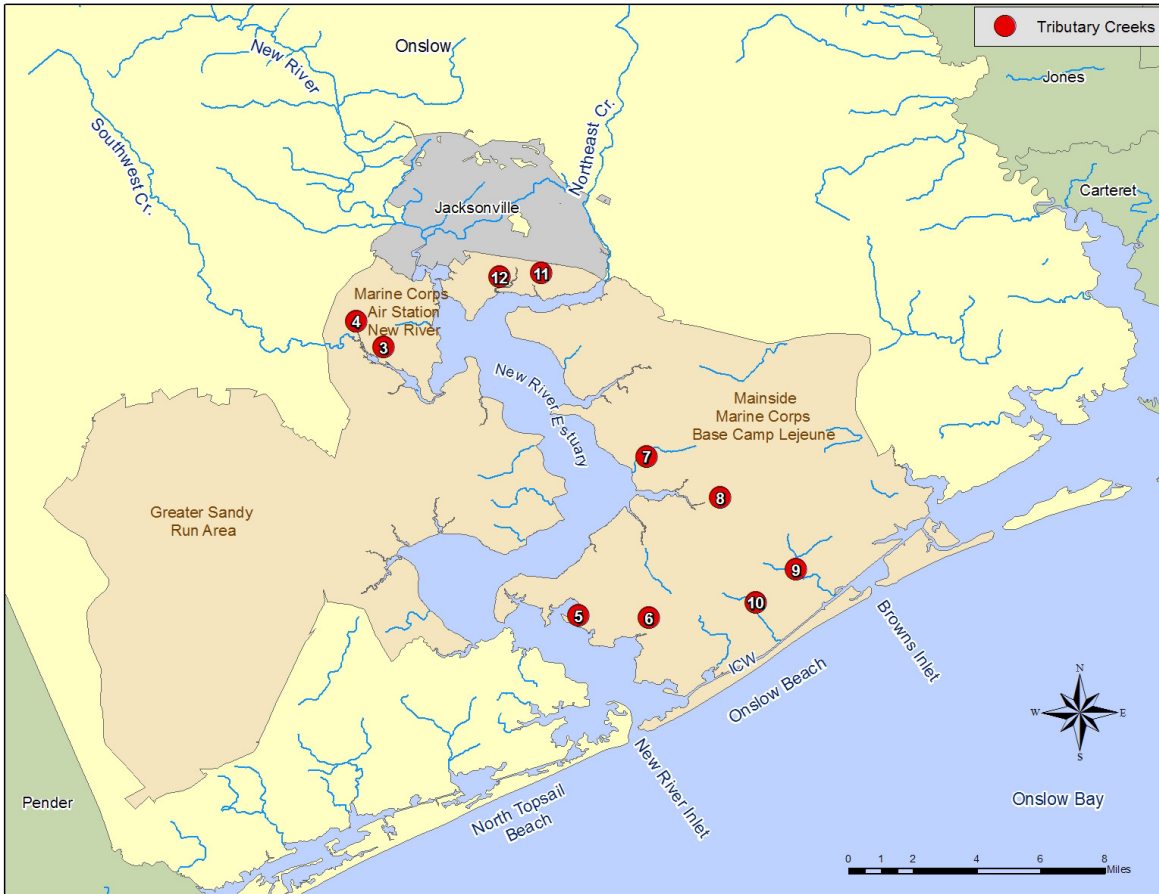 Tributary Creeks
Onslow
New River
Jones
Southwest Cr.
Northeast Cr.
Carteret
Jacksonville
12
11
Marine Corps
Air Station
New River
4
3
New River Estuary
Mainside
Marine Corps
Base Camp Lejeune
7
8
Greater Sandy
Run Area
9
10
5
6
Browns Inlet
ICW
Onslow Beach
N
W
E
S
New River Inlet
North Topsail
Beach
Pender
Onslow Bay
0 1 2 4 6 8
Miles